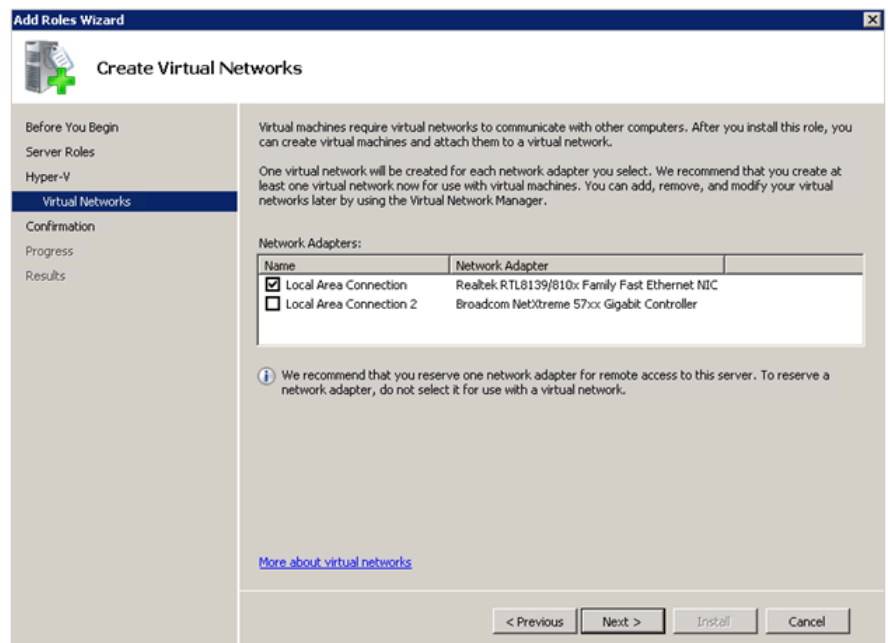 Add Roles Wizard
Create Virtual Networks
Before You Begin
Server Roles
Hyper-V
Virtual Networks
Confirmation
Progress
Results
Virtual machines require virtual networks to communicate with other computers. After you install this role, you
can create virtual machines and attach them to a virtual network.
One virtual network will be created for each network adapter you select. We recommend that you create at
least one virtual network now for use with virtual machines. You can add, remove, and modify your virtual
networks later by using the Virtual Network Manager.
Network Adapters:
Name Network Adapter
Local Area Connection Realtek RTL8139/810x Family Fast Ethernet NIC
Local Area Connection 2 Broadcom NetXtreme 57xx Gigabit Controller
We recommend that you reserve one network adapter for remote access to this server. To reserve a
network adapter, do not select it for use with a virtual network.
More about virtual networks
< Previous Next > Install Cancel